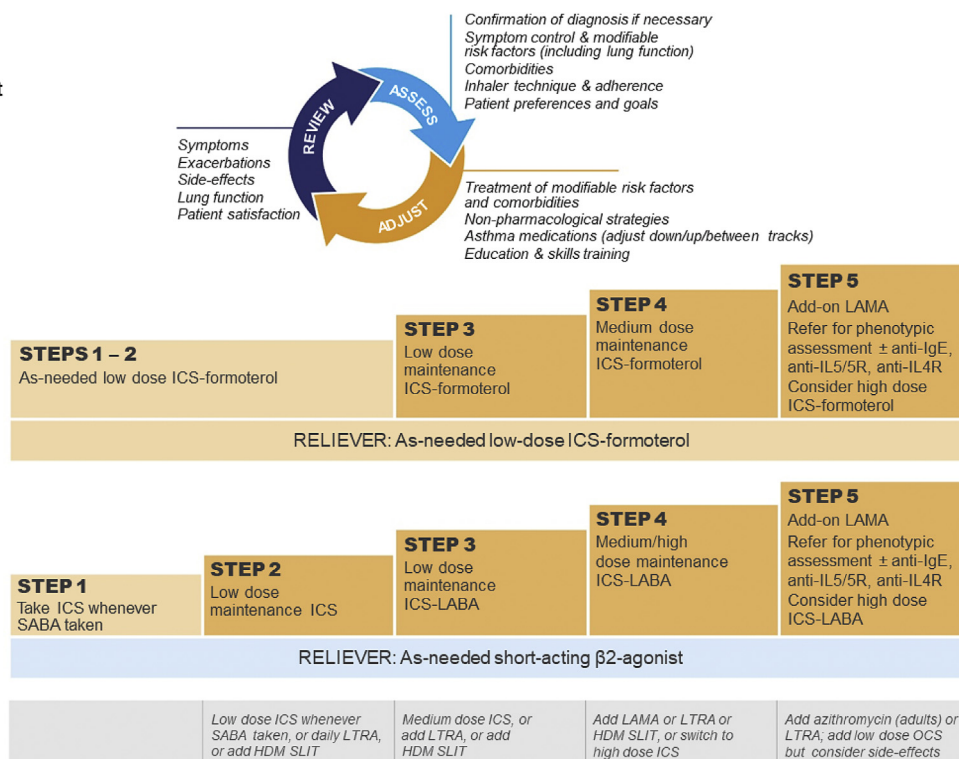 Confirmation of diagnosis if necessary
Symptom control & modifiable
risk factors (including lung function)
Comorbidities
Inhaler technique & adherence
Patient preferences and goals
t
REVIEW
ASSESS
ADJUST
Symptoms
Exacerbations
Side-effects
Lung function
Patient satisfaction
Treatment of modifiable risk factors
and comorbidities
Non-pharmacological strategies
Asthma medications (adjust down/up/between tracks)
Education & skills training
STEPS 1 – 2
As-needed low dose ICS-formoterol
STEP 3
Low dose
maintenance
ICS-formoterol
STEP 4
Medium dose
maintenance
ICS-formoterol
STEP 5
Add-on LAMA
Refer for phenotypic
assessment ± anti-IgE,
anti-IL5/5R, anti-IL4R
Consider high dose
ICS-formoterol
RELIEVER: As-needed low-dose ICS-formoterol
STEP 1
Take ICS whenever
SABA taken
STEP 2
Low dose
maintenance ICS
STEP 3
Low dose
maintenance
ICS-LABA
STEP 4
Medium/high
dose maintenance
ICS-LABA
STEP 5
Add-on LAMA
Refer for phenotypic
assessment ± anti-IgE,
anti-IL5/5R, anti-IL4R
Consider high dose
ICS-LABA
RELIEVER: As-needed short-acting β2-agonist
Low dose ICS whenever
SABA taken, or daily LTRA,
or add HDM SLIT
Medium dose ICS, or
add LTRA, or add
HDM SLIT
Add LAMA or LTRA or
HDM SLIT, or switch to
high dose ICS
Add azithromycin (adults) or
LTRA; add low dose OCS
but consider side-effects